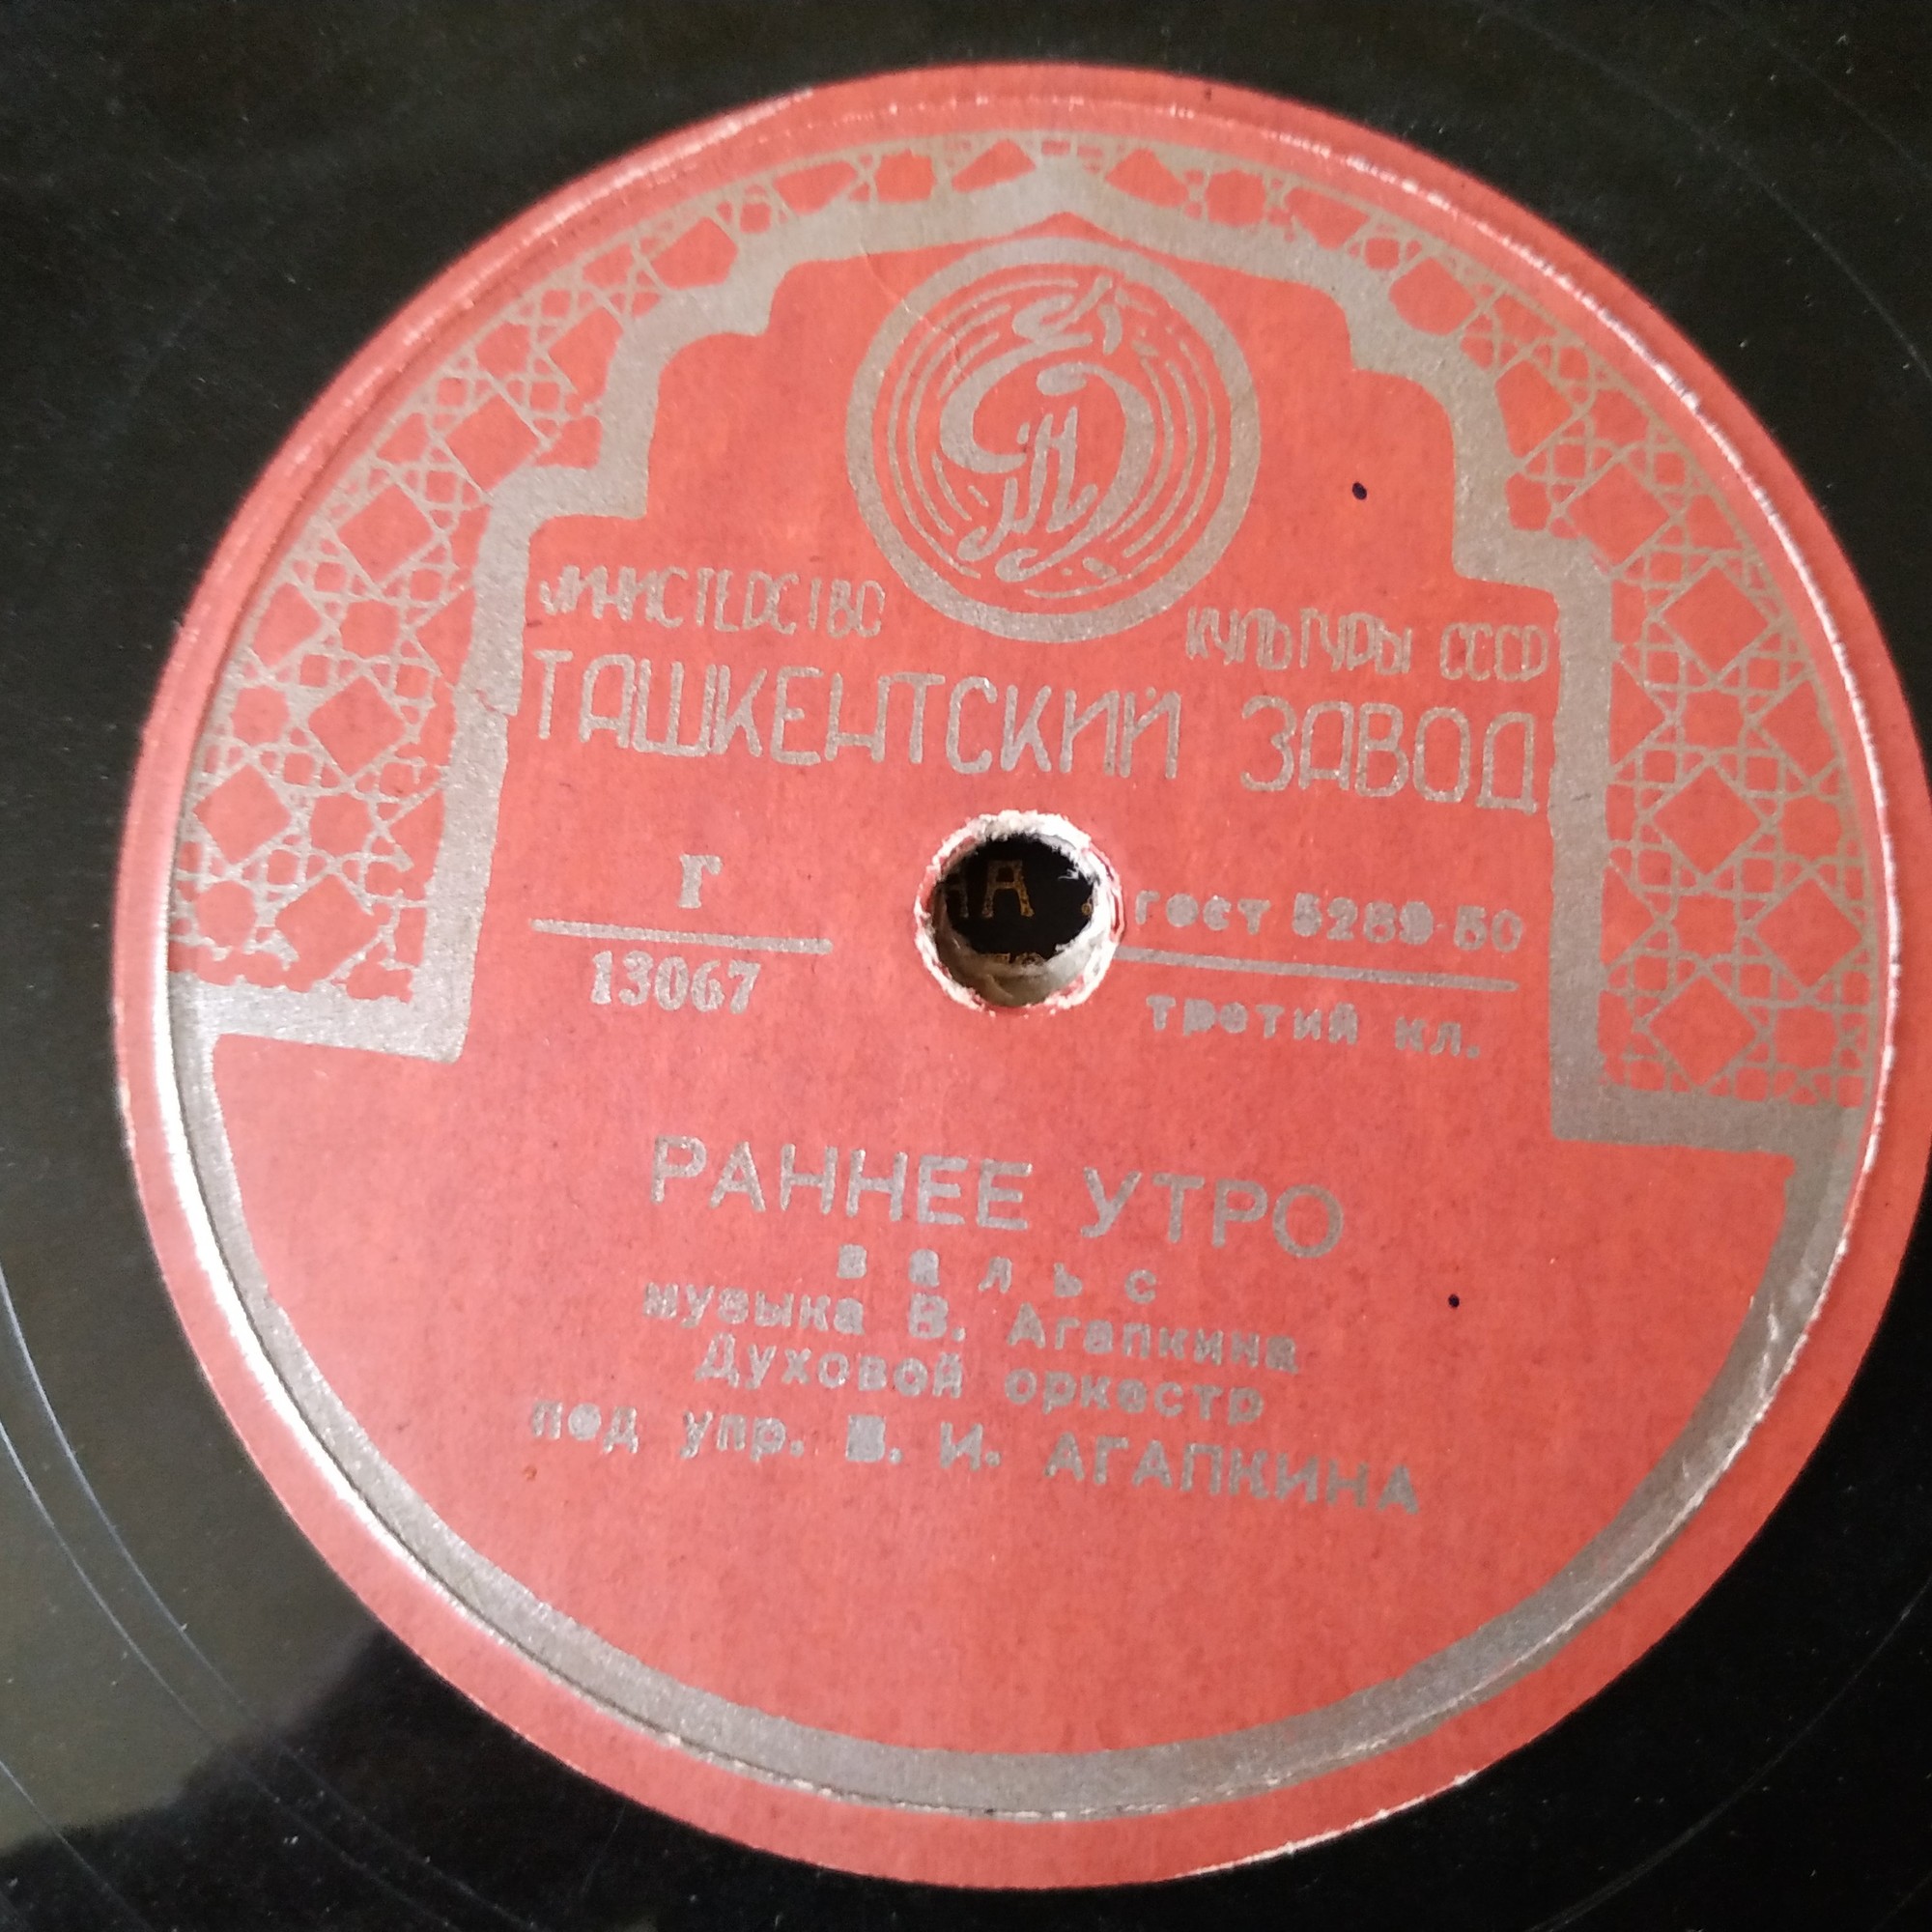 МИНИСТЕРСТВО КУЛЬТУРЫ СССР
ТАШКЕНТСКИЙ ЗАВОД
Г
13067
ГОСТ 5289-50
третий кл.
РАННЕЕ УТРО
вальс
музыка В. Агапкина
Духовой оркестр
под упр. В. И. АГАПКИНА